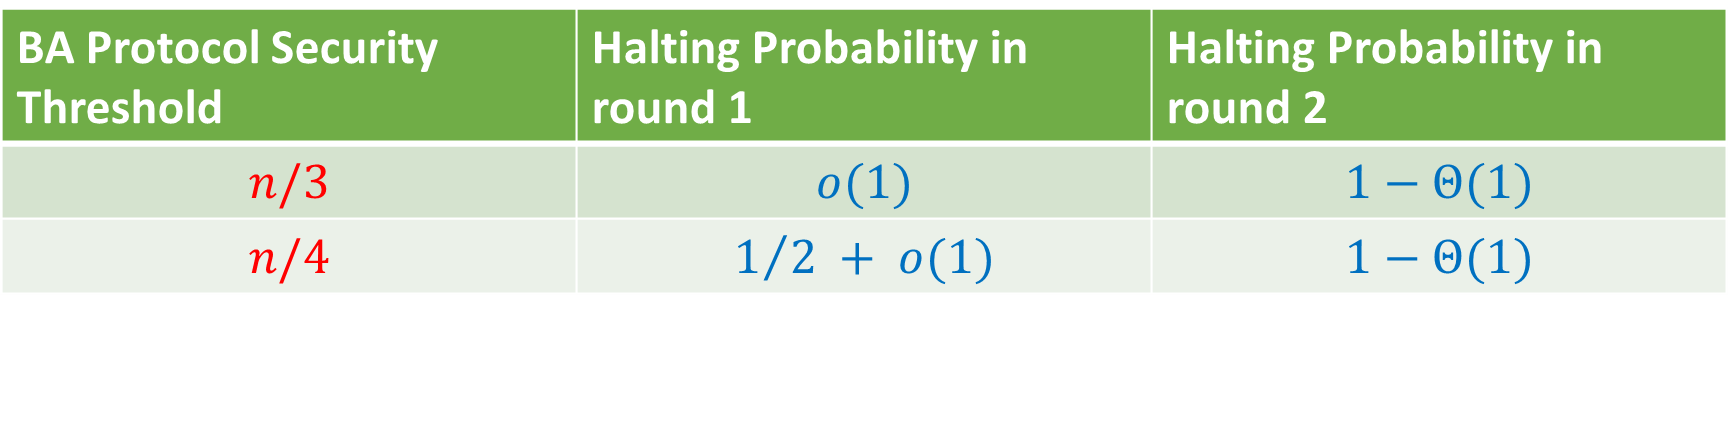 BA Protocol Security
Threshold
Halting Probability in
round 1
Halting Probability in
round 2
n/3
o(1)
1 − Θ(1)
n/4
1/2 + o(1)
1 − Θ(1)